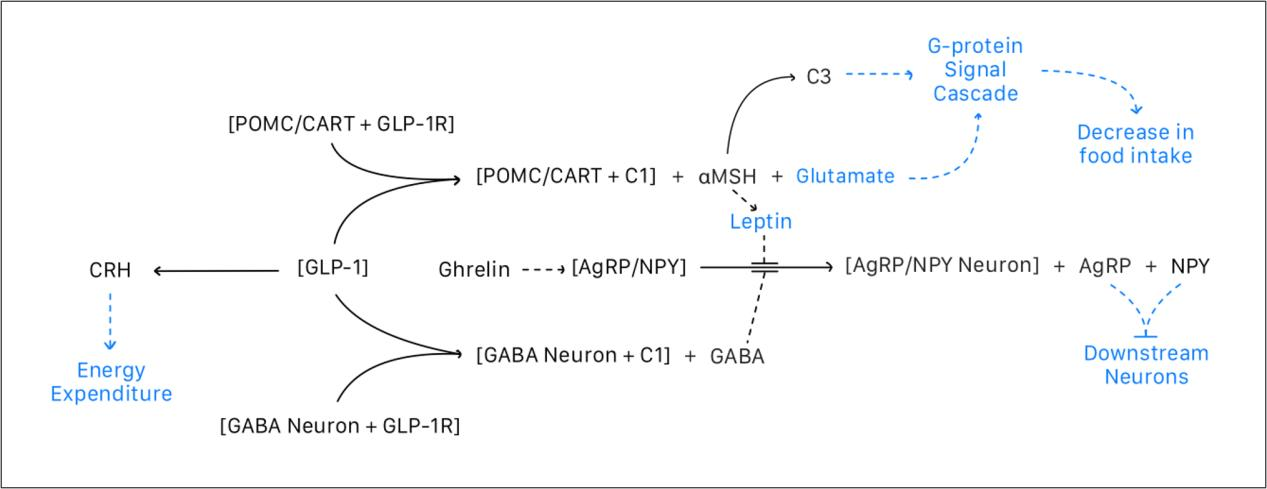 G-protein
Signal
Cascade
C3
Decrease in
food intake
[POMC/CART + GLP-1R]
[POMC/CART + C1] + αMSH + Glutamate
Leptin
CRH
[GLP-1]
Ghrelin
[AgRP/NPY]
[AgRP/NPY Neuron] + AgRP + NPY
Energy
Expenditure
[GABA Neuron + C1] + GABA
Downstream
Neurons
[GABA Neuron + GLP-1R]